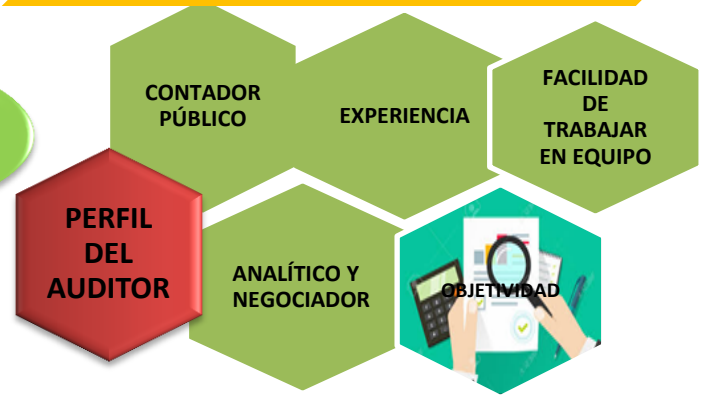 CONTADOR
PÚBLICO
EXPERIENCIA
FACILIDAD
DE
TRABAJAR
EN EQUIPO
PERFIL
DEL
AUDITOR
ANALÍTICO Y
NEGOCIADOR
OBJETIVIDAD